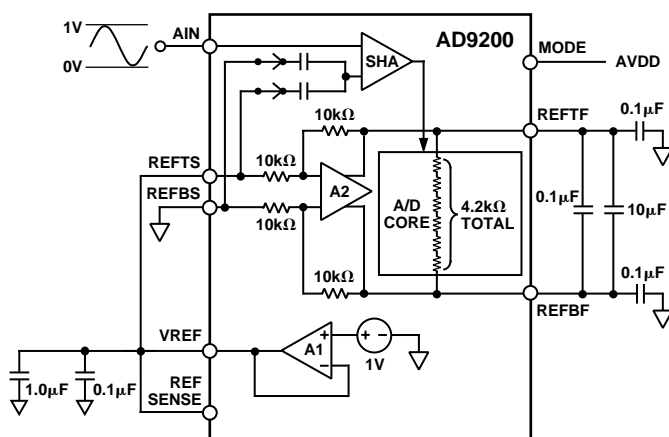 1V
0V
AIN
AD9200
SHA
MODE
AVDD
10kΩ
REFTF
0.1µF
REFTS
10kΩ
REFBS
A2
10kΩ
A/D
CORE
4.2kΩ
TOTAL
0.1µF
10µF
10kΩ
0.1µF
REFBF
VREF
+
–
A1
+ –
1V
1.0µF
0.1µF
REF
SENSE